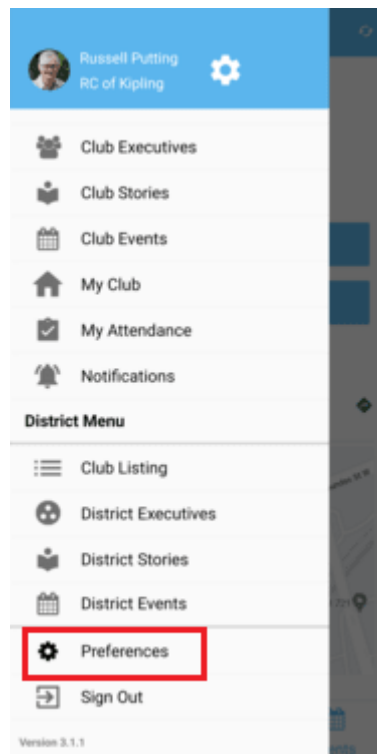 Russell Putting
RC of Kipling
Club Executives
Club Stories
Club Events
My Club
My Attendance
Notifications
District Menu
Club Listing
District Executives
District Stories
District Events
Preferences
Sign Out
Version 3.1.1